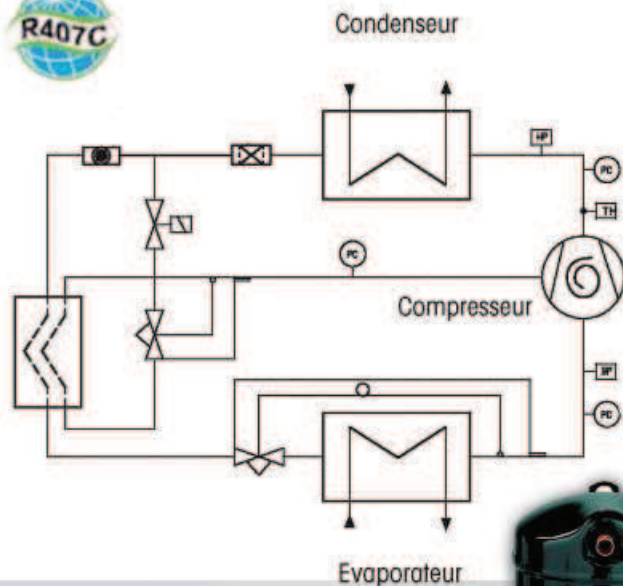 R407C
Condenseur
HP
PC
TH
PC
Compresseur
BP
PC
Evaporateur